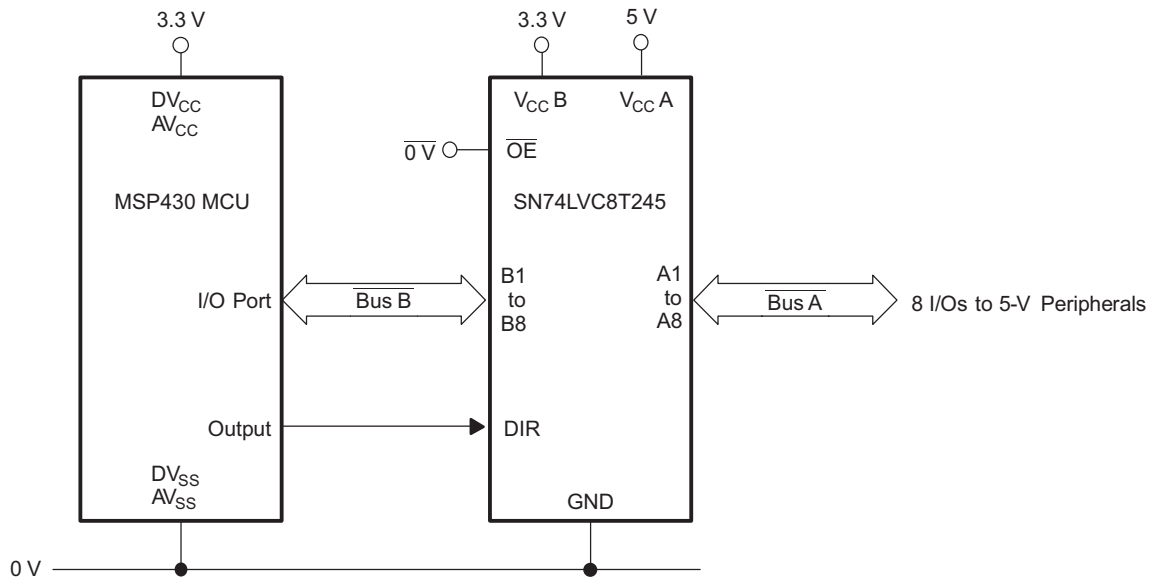 3.3 V
3.3 V
5 V
DVCC
AVCC
VCC B
VCC A
0 V
OE
MSP430 MCU
SN74LVC8T245
I/O Port
Bus B
B1
to
B8
A1
to
A8
Bus A
8 I/Os to 5-V Peripherals
Output
DIR
DVSS
AVSS
GND
0 V